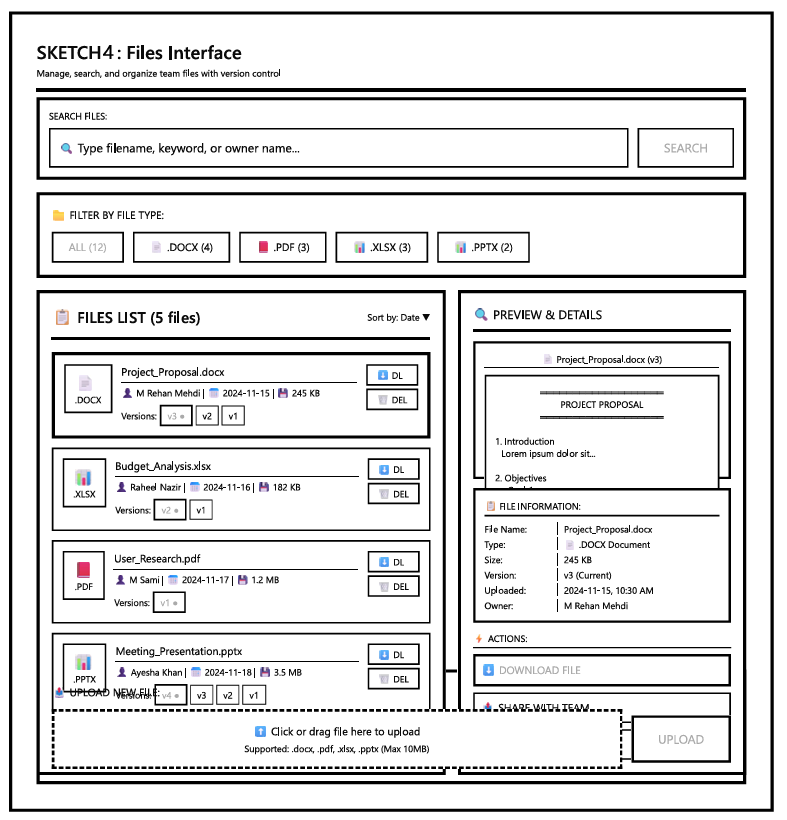 SKETCH4: Files Interface
Manage, search, and organize team files with version control
SEARCH FILES:
🔍 Type filename, keyword, or owner name...
SEARCH
📁 FILTER BY FILE TYPE:
ALL (12)
📄 .DOCX (4)
📕 .PDF (3)
📊 .XLSX (3)
📊 .PPTX (2)
📋 FILES LIST (5 files)
Sort by: Date ▼
.DOCX
Project_Proposal.docx
👤 M Rehan Mehdi | 📅 2024-11-15 | 💾 245 KB
Versions: v3 ● v2 v1
⬇️ DL
🗑️ DEL
.XLSX
Budget_Analysis.xlsx
👤 Raheel Nazir | 📅 2024-11-16 | 💾 182 KB
Versions: v2 ● v1
⬇️ DL
🗑️ DEL
.PDF
User_Research.pdf
👤 M Sami | 📅 2024-11-17 | 💾 1.2 MB
Versions: v1 ●
⬇️ DL
🗑️ DEL
.PPTX
Meeting_Presentation.pptx
👤 Ayesha Khan | 📅 2024-11-18 | 💾 3.5 MB
Versions: v4 ● v3 v2 v1
⬇️ DL
🗑️ DEL
🔍 PREVIEW & DETAILS
📄 Project_Proposal.docx (v3)
PROJECT PROPOSAL
1. Introduction
Lorem ipsum dolor sit...
2. Objectives
📋 FILE INFORMATION:
File Name: Project_Proposal.docx
Type: 📄 .DOCX Document
Size: 245 KB
Version: v3 (Current)
Uploaded: 2024-11-15, 10:30 AM
Owner: M Rehan Mehdi
⚡ ACTIONS:
⬇️ DOWNLOAD FILE
📤 SHARE WITH TEAM
📤 UPLOAD NEW FILE:
⬆️ Click or drag file here to upload
Supported: .docx, .pdf, .xlsx, .pptx (Max 10MB)
UPLOAD